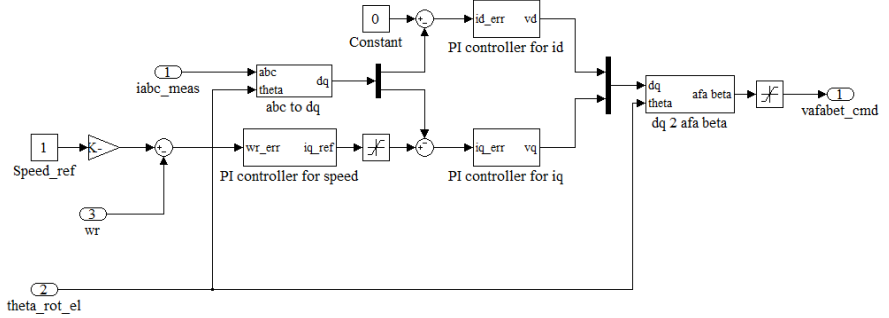 0
Constant
id_err vd
PI controller for id
1
iabc_meas
abc
theta
dq
abc to dq
dq
theta
afa beta
dq 2 afa beta
1
vafabet_cmd
1
Speed_ref
K-
wr_err iq_ref
PI controller for speed
iq_err vq
PI controller for iq
3
wr
2
theta_rot_el